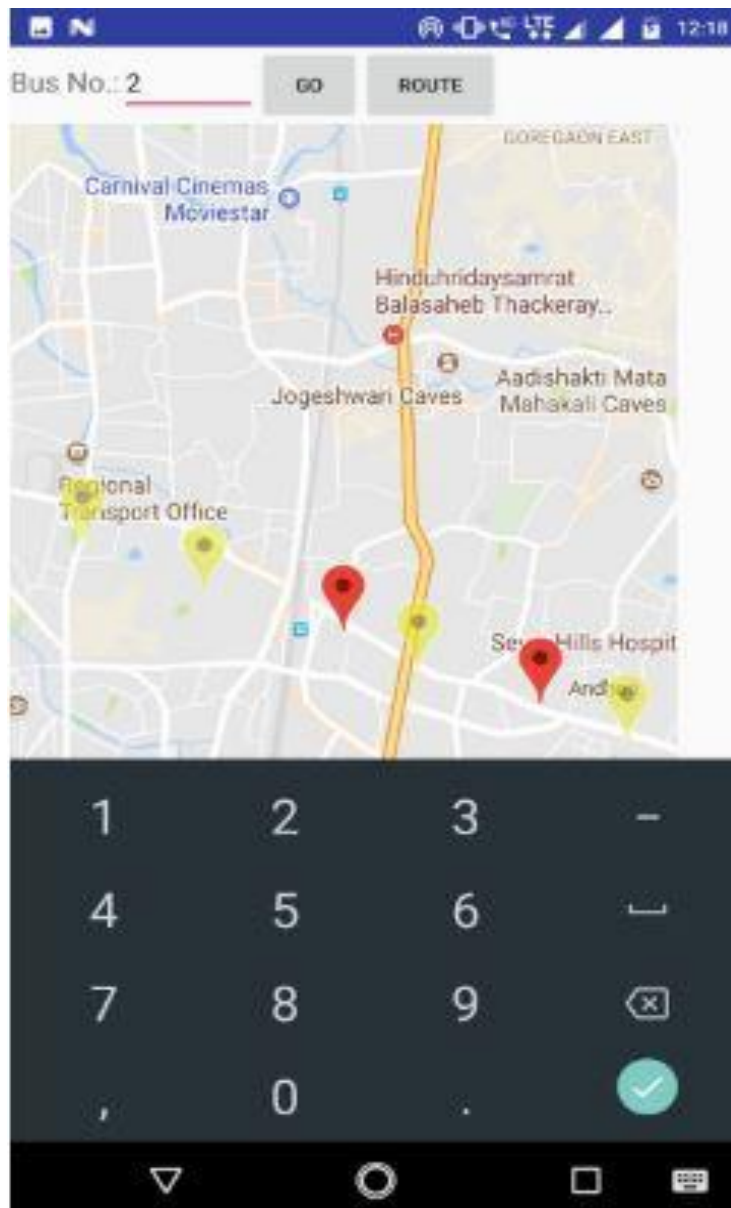 12:18
Bus No.: 2 GO ROUTE
GOREGAON EAST
Carnival Cinemas
Moviestar
Hinduhridaysamrat
Balasaheb Thackeray...
Jogeshwari Caves
Aadishakti Mata
Mahakali Caves
Regional
Transport Office
Hills Hospit
1 2 3 –
4 5 6
7 8 9
, 0 .